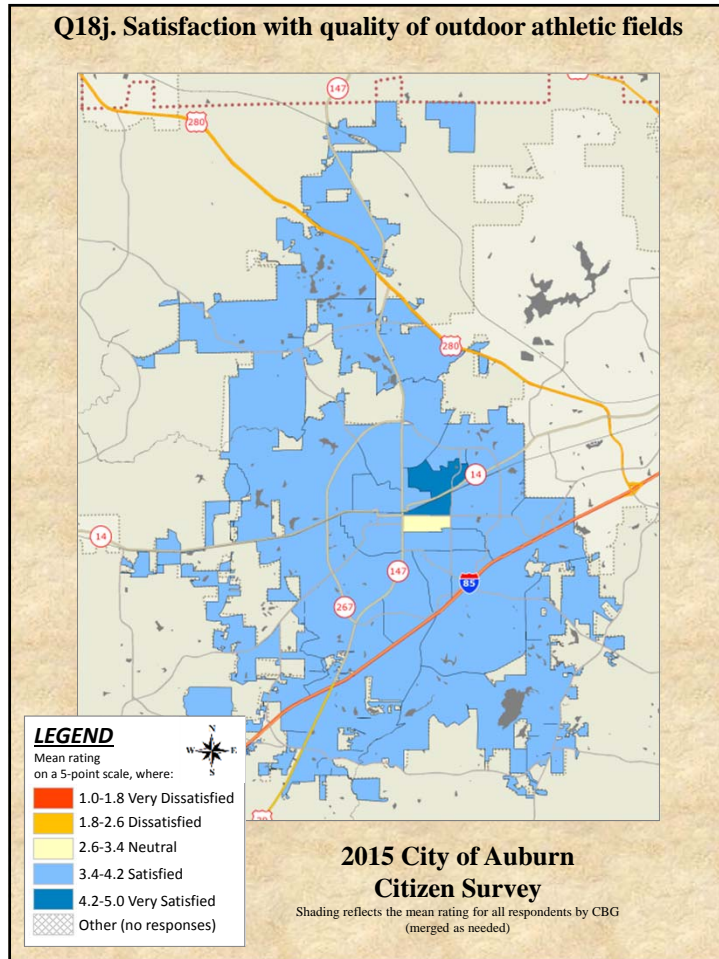 Q18j. Satisfaction with quality of outdoor athletic fields
147
280
280
14
14
147
85
267
LEGEND
Mean rating
on a 5-point scale, where:
N
W E
S
1.0-1.8 Very Dissatisfied
1.8-2.6 Dissatisfied
2.6-3.4 Neutral
3.4-4.2 Satisfied
4.2-5.0 Very Satisfied
Other (no responses)
2015 City of Auburn
Citizen Survey
Shading reflects the mean rating for all respondents by CBG
(merged as needed)